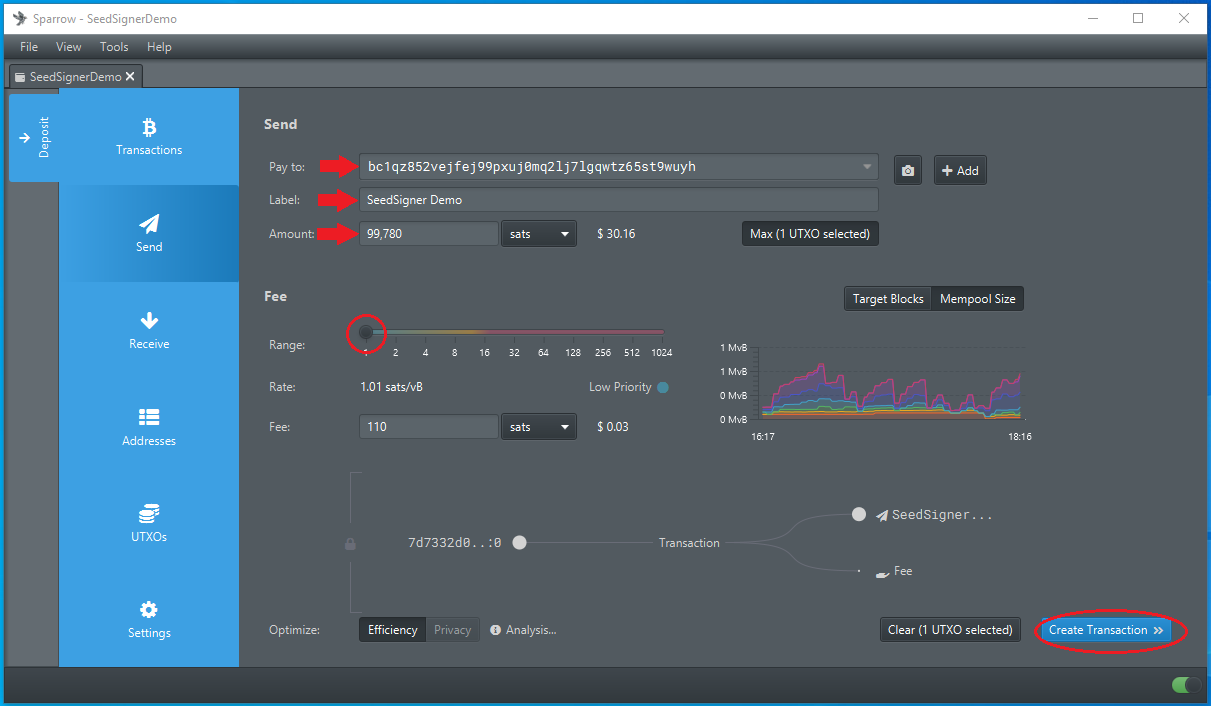 Sparrow - SeedSignerDemo
File View Tools Help
SeedSignerDemo
Deposit
Transactions
Send
Receive
Addresses
UTXOs
Settings
Send
Pay to: bc1qz852vejfej99pxuj0mq2lj7lgqwtz65st9wuyh Add
Label: SeedSigner Demo
Amount: 99,780 sats $ 30.16 Max (1 UTXO selected)
Fee
Target Blocks Mempool Size
Range:
1 2 4 8 16 32 64 128 256 512 1024
Rate: 1.01 sats/vB Low Priority
Fee: 110 sats $ 0.03
1 MvB
1 MvB
0 MvB
0 MvB
16:17 18:16
7d7332d0..:0 Transaction SeedSigner...
Fee
Optimize: Efficiency Privacy Analysis... Clear (1 UTXO selected) Create Transaction